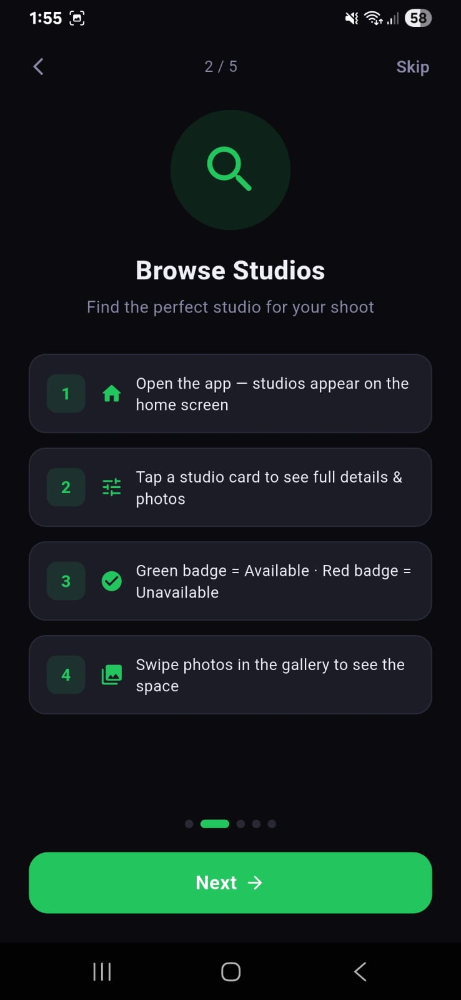 1:55
58
2 / 5
Skip
Browse Studios
Find the perfect studio for your shoot
1
Open the app — studios appear on the
home screen
2
Tap a studio card to see full details &
photos
3
Green badge = Available · Red badge =
Unavailable
4
Swipe photos in the gallery to see the
space
Next →